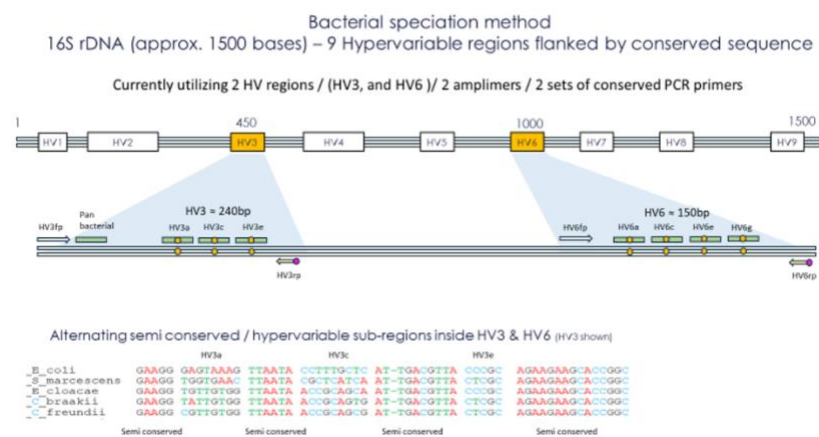 Bacterial speciation method
16S rDNA (approx. 1500 bases) – 9 Hypervariable regions flanked by conserved sequence
Currently utilizing 2 HV regions / (HV3, and HV6 )/ 2 amplimers / 2 sets of conserved PCR primers
1 450 1000 1500
HV1 HV2 HV3 HV4 HV5 HV6 HV7 HV8 HV9
HV3 = 240bp HV6 = 150bp
HV3fp Pan bacterial HV3a HV3c HV3e HV6fp HV6a HV6c HV6e HV6g
HV3rp HV6rp
Alternating semi conserved / hypervariable sub-regions inside HV3 & HV6 (HV3 shown)
HV3a HV3c HV3e
_E_coli GAAGG GAGTAAAG TTAATA CCTTTGCTC AT-TGACGTTA CCCGC AGAAGAAGCACCGGC
_S_marcescens GAAGG TGGTGAAC TTAATA CGCTCATCA AT-TGACGTTA CTCGC AGAAGAAGCACCGGC
_E_cloacae GAAGG TGTTGTGG TTAATA ACCGCAGCA AT-TGACGTTA CCCGC AGAAGAAGCACCGGC
_C_braakii GAAGG TATTGTGG TTAATA ACCGCAGTG AT-TGACGTTA CTCGC AGAAGAAGCACCGGC
_C_freundii GAAGG CGTTGTGG TTAATA ACCGCAGCG AT-TGACGTTA CTCGC AGAAGAAGCACCGGC
Semi conserved Semi conserved Semi conserved Semi conserved